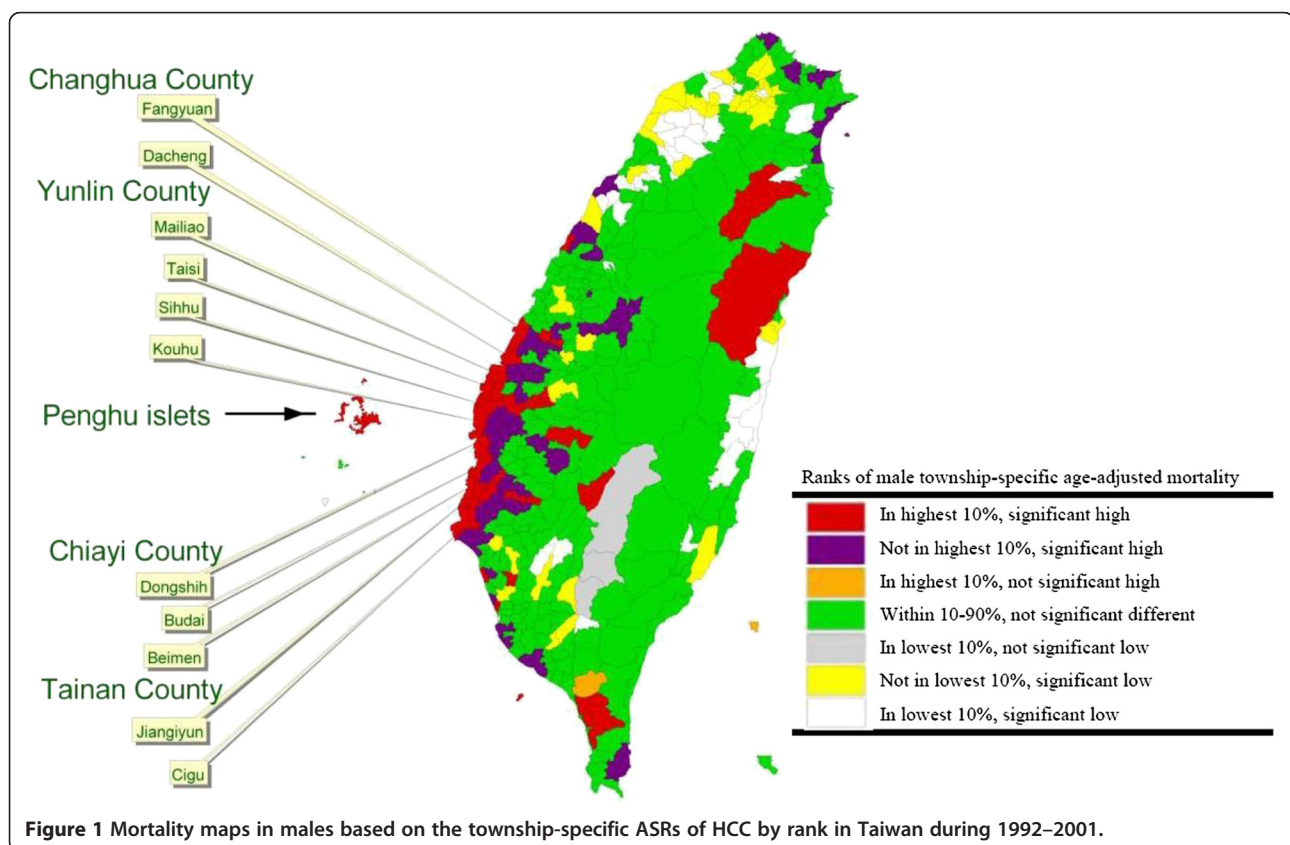 Changhua County
Fangyuan
Dacheng
Yunlin County
Mailiao
Taisi
Sihhu
Kouhu
Penghu islets
Chiayi County
Dongshih
Budai
Beimen
Tainan County
Jiangiyun
Cigu
Ranks of male township-specific age-adjusted mortality
In highest 10%, significant high
Not in highest 10%, significant high
In highest 10%, not significant high
Within 10-90%, not significant different
In lowest 10%, not significant low
Not in lowest 10%, significant low
In lowest 10%, significant low
Figure 1 Mortality maps in males based on the township-specific ASRs of HCC by rank in Taiwan during 1992–2001.